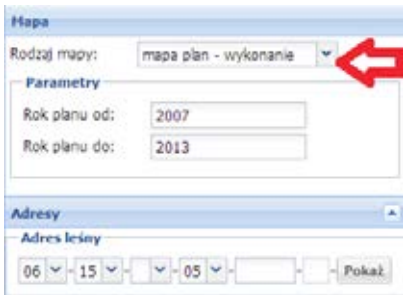 Mapa
Rodzaj mapy: mapa plan - wykonanie
Parametry
Rok planu od: 2007
Rok planu do: 2013
Adresy
Adres leśny
06 - 15 - - 05 - - - Pokaż